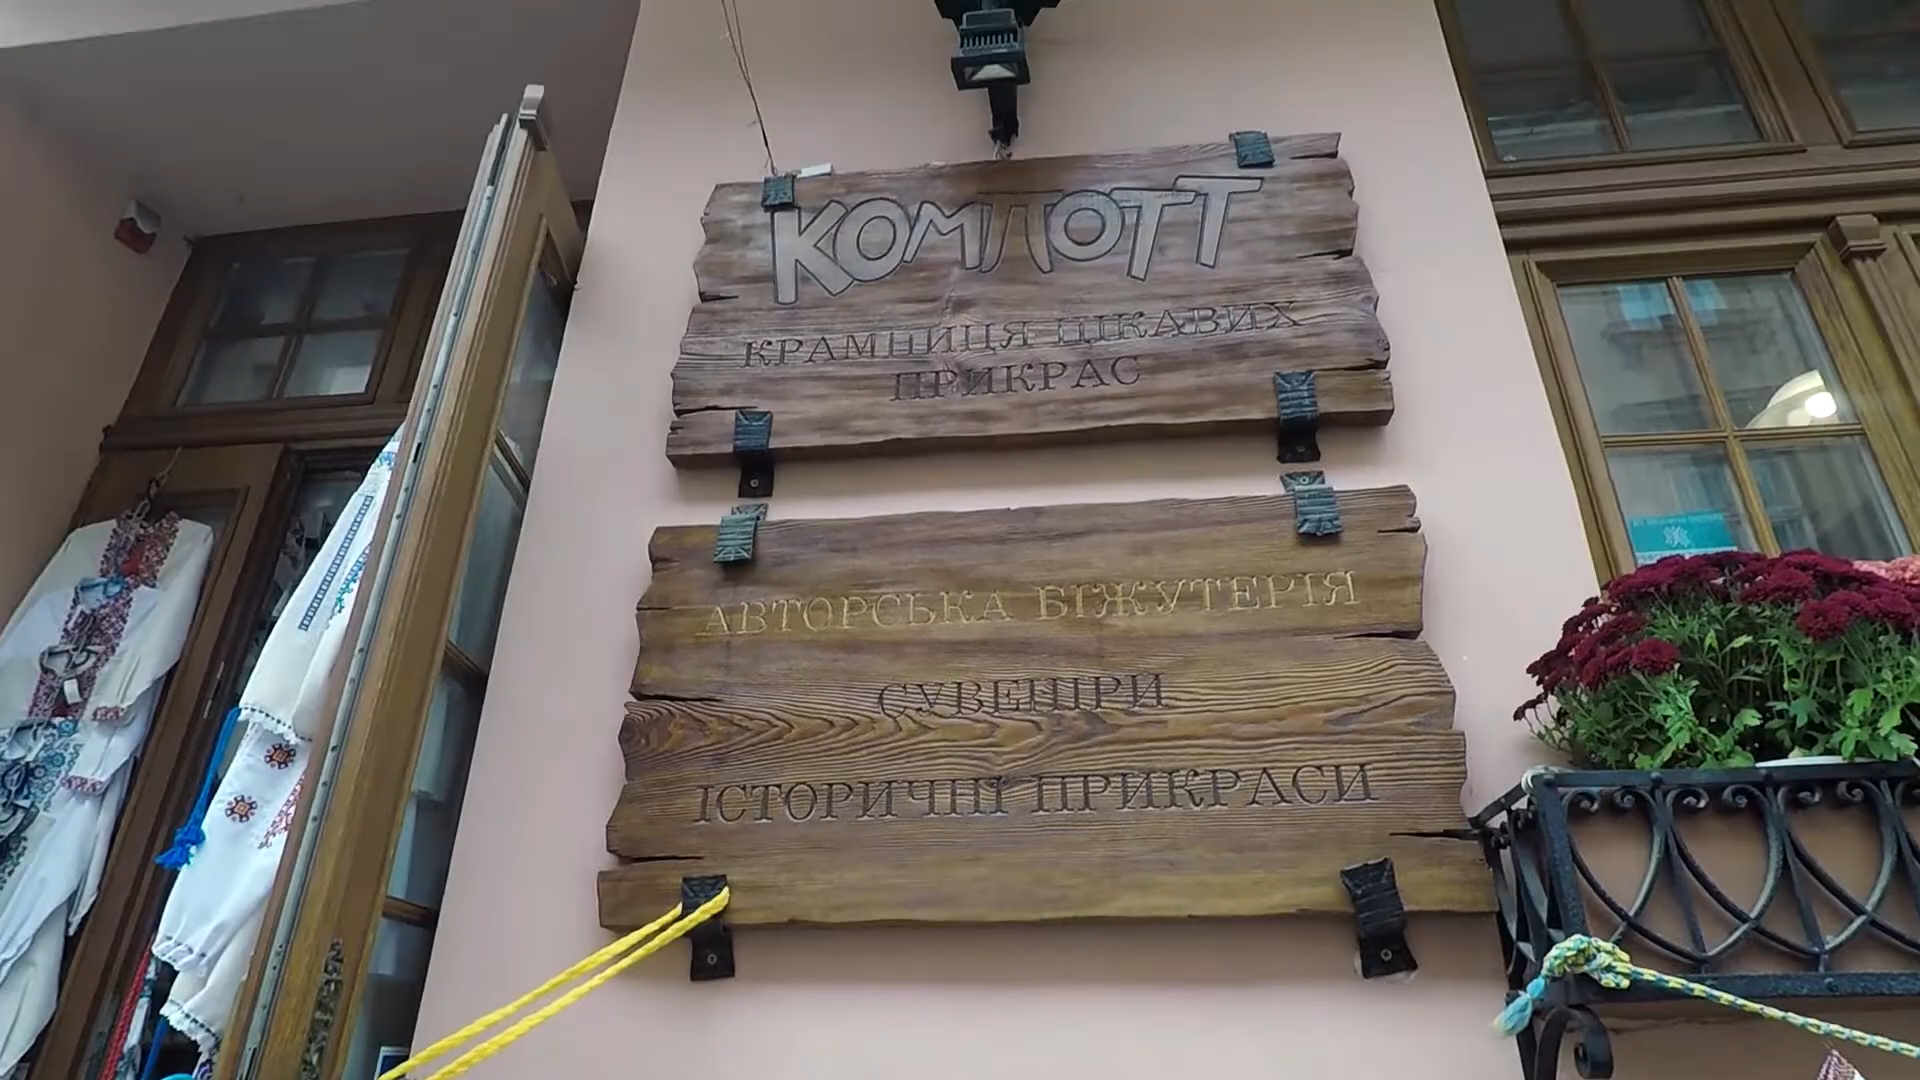 КОМПОТТ
КРАМНИЦЯ ЦІКАВИХ
ПРИКРАС
АВТОРСЬКА БІЖУТЕРІЯ
СУВЕНІРИ
ІСТОРИЧНІ ПРИКРАСИ